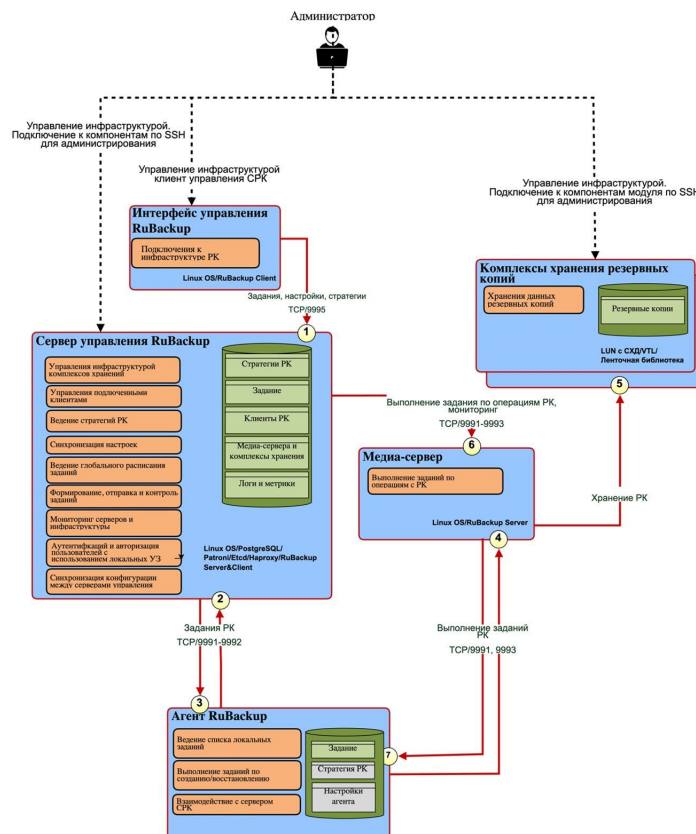 Администратор
Управление инфраструктурой.
Подключение к компонентам по SSH
для администрирования
Управление инфраструктурой
клиент управления СРК
Управление инфраструктурой.
Подключение к компонентам модуля по SSH
для администрирования
Интерфейс управления
RuBackup
Подключения к
инфраструктуре РК
Linux OS/RuBackup Client
Задания, настройки, стратегии
TCP/9995
1
Комплексы хранения резервных
копий
Хранения данных
резервных копий
Резервные копии
LUN с СХД/VTL/
Ленточная библиотека
5
Сервер управления RuBackup
Управления инфраструктурой
комплексов хранений
Управления подлюченными
клиентами
Ведение стратегий РК
Синхронизация настроек
Ведение глобального расписания
заданий
Формирование, отправка и контроль
заданий
Мониторинг серверов и
инфраструктуры
Аутентификаций и авторизация
пользователей с
использованием локальных УЗ
Синхронизация конфигурации
между серверами управления
Стратегии РК
Задание
Клиенты РК
Медиа-сервера и
комплексы хранения
Логи и метрики
Linux OS/PostgreSQL/
Patroni/Etcd/Haproxy/RuBackup
Server&Client
2
Выполнение задания по операциям РК,
мониторинг
TCP/9991-9993
6
Медиа-сервер
Выполнение заданий по
операциям с РК
Linux OS/RuBackup Server
4
Хранение РК
Задания РК
TCP/9991-9992
Выполнение заданий
РК
TCP/9991, 9993
3
Агент RuBackup
Ведение списка локальных
заданий
Выполнение заданий по
созданию/восстановлению
Взаимодействие с сервером
СРК
Задание
Стратегия РК
Настройки
агента
7